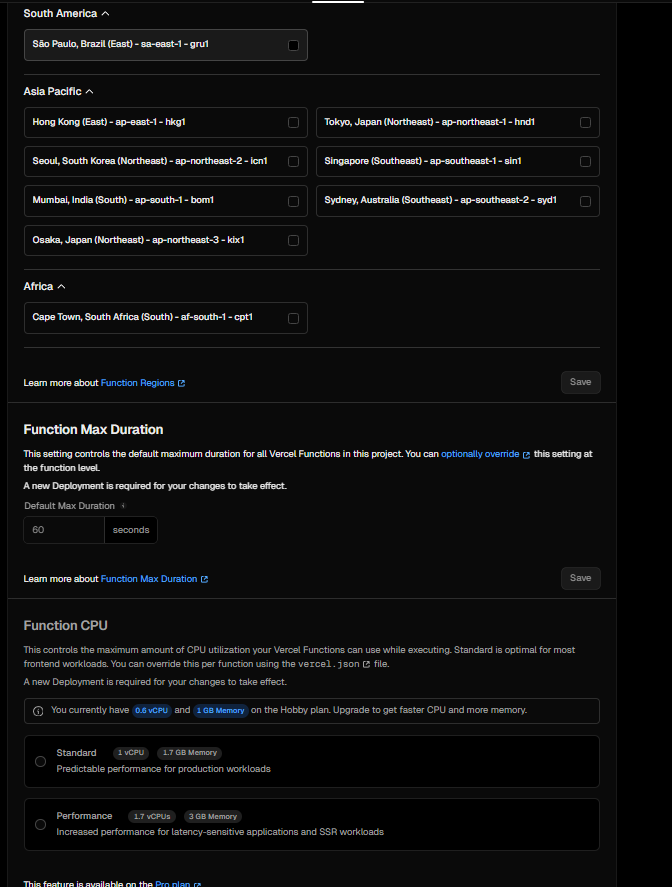 South America
São Paulo, Brazil (East) - sa-east-1 - gru1
Asia Pacific
Hong Kong (East) - ap-east-1 - hkg1
Tokyo, Japan (Northeast) - ap-northeast-1 - hnd1
Seoul, South Korea (Northeast) - ap-northeast-2 - icn1
Singapore (Southeast) - ap-southeast-1 - sin1
Mumbai, India (South) - ap-south-1 - bom1
Sydney, Australia (Southeast) - ap-southeast-2 - syd1
Osaka, Japan (Northeast) - ap-northeast-3 - kix1
Africa
Cape Town, South Africa (South) - af-south-1 - cpt1
Learn more about Function Regions
Save
Function Max Duration
This setting controls the default maximum duration for all Vercel Functions in this project. You can optionally override this setting at
the function level.
A new Deployment is required for your changes to take effect.
Default Max Duration
60 seconds
Learn more about Function Max Duration
Save
Function CPU
This controls the maximum amount of CPU utilization your Vercel Functions can use while executing. Standard is optimal for most
frontend workloads. You can override this per function using the vercel.json file.
A new Deployment is required for your changes to take effect.
You currently have 0.6 vCPU and 1 GB Memory on the Hobby plan. Upgrade to get faster CPU and more memory.
Standard 1 vCPU 1.7 GB Memory
Predictable performance for production workloads
Performance 1.7 vCPUs 3 GB Memory
Increased performance for latency-sensitive applications and SSR workloads
This feature is available on the Pro plan